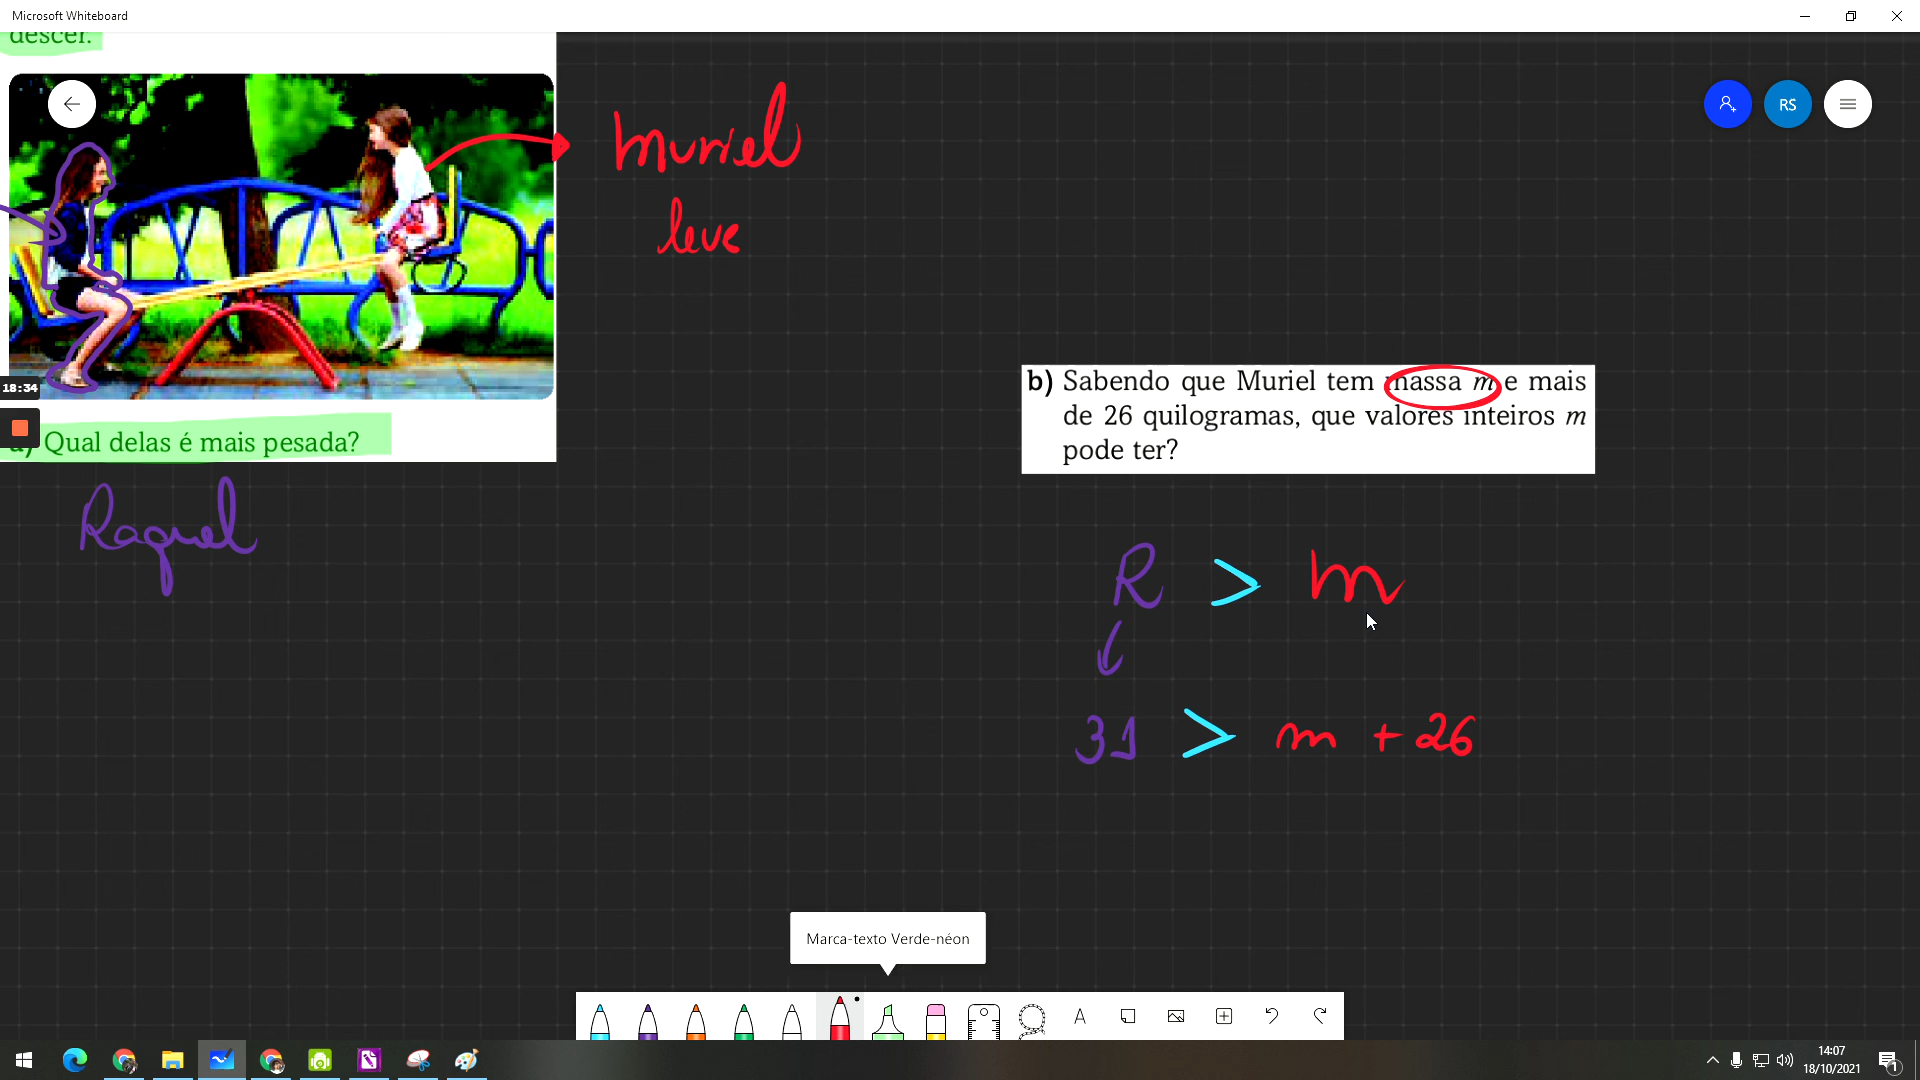 Microsoft Whiteboard
descer.
muriel
leve
RS
18:34
a) Qual delas é mais pesada?
Raquel
b) Sabendo que Muriel tem massa m e mais
de 26 quilogramas, que valores inteiros m
pode ter?
R > m
31 > m + 26
Marca-texto Verde-néon
A
14:07
18/10/2021
1